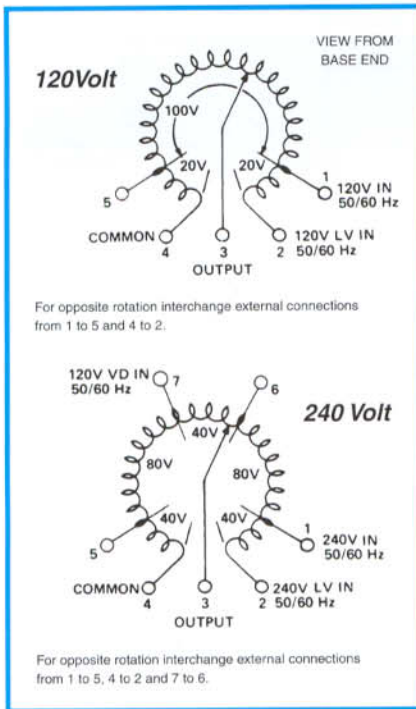 VIEW FROM
BASE END
120Volt
100V
20V
20V
1
120V IN
50/60 Hz
5
COMMON
4
3
2
120V LV IN
50/60 Hz
OUTPUT
For opposite rotation interchange external connections
from 1 to 5 and 4 to 2.
120V VD IN
50/60 Hz
7
6
240 Volt
40V
80V
80V
40V
40V
1
240V IN
50/60 Hz
5
COMMON
4
3
2
240V LV IN
50/60 Hz
OUTPUT
For opposite rotation interchange external connections
from 1 to 5, 4 to 2 and 7 to 6.